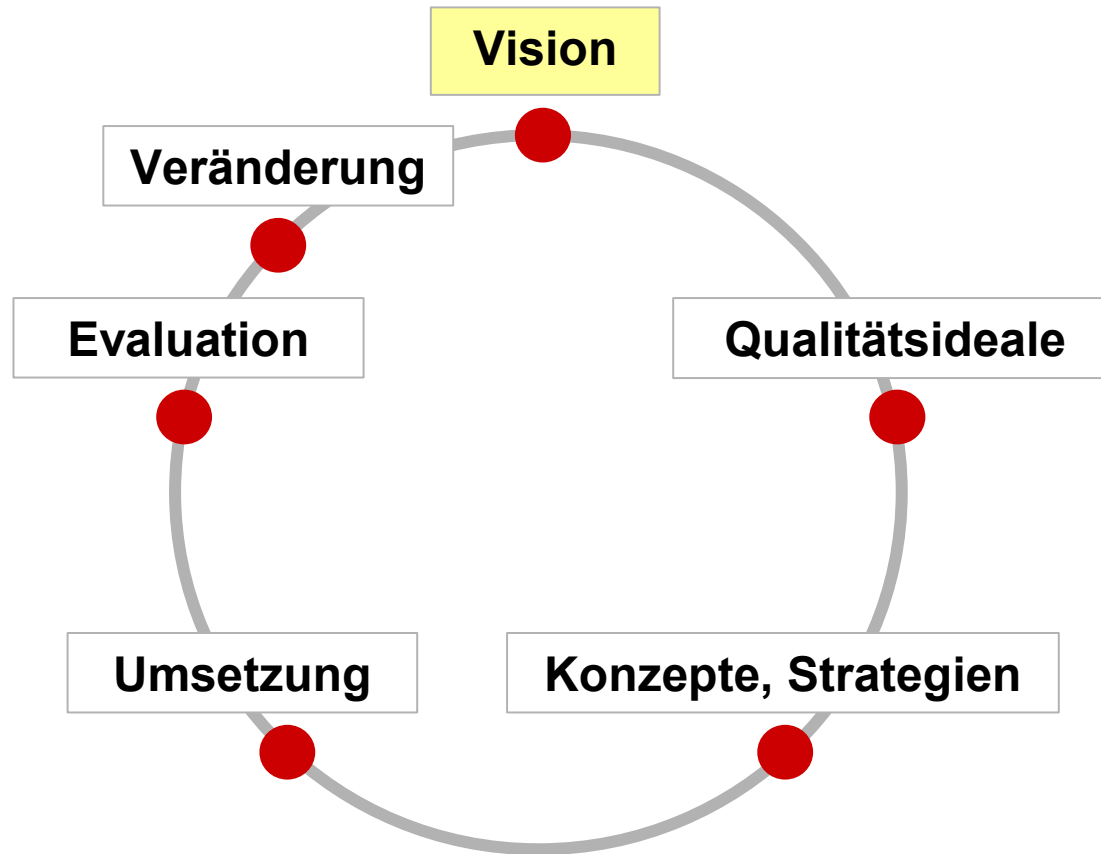 Vision
Veränderung
Evaluation
Qualitätsideale
Umsetzung
Konzepte, Strategien